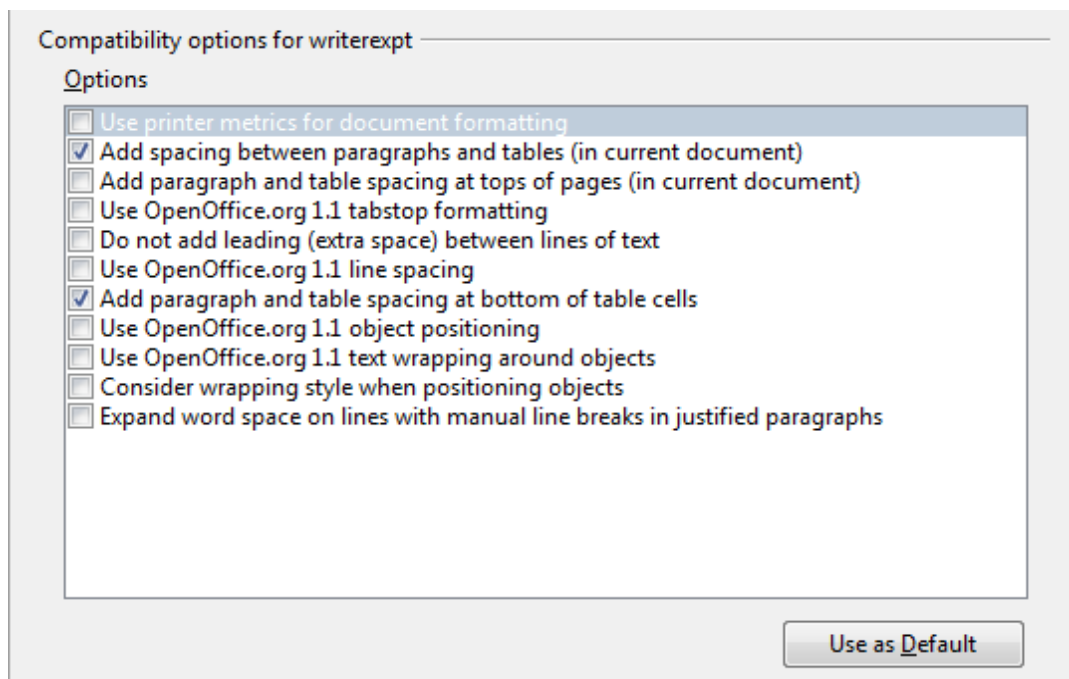 Compatibility options for writerexpt
Options
Use printer metrics for document formatting
Add spacing between paragraphs and tables (in current document)
Add paragraph and table spacing at tops of pages (in current document)
Use OpenOffice.org 1.1 tabstop formatting
Do not add leading (extra space) between lines of text
Use OpenOffice.org 1.1 line spacing
Add paragraph and table spacing at bottom of table cells
Use OpenOffice.org 1.1 object positioning
Use OpenOffice.org 1.1 text wrapping around objects
Consider wrapping style when positioning objects
Expand word space on lines with manual line breaks in justified paragraphs
Use as Default